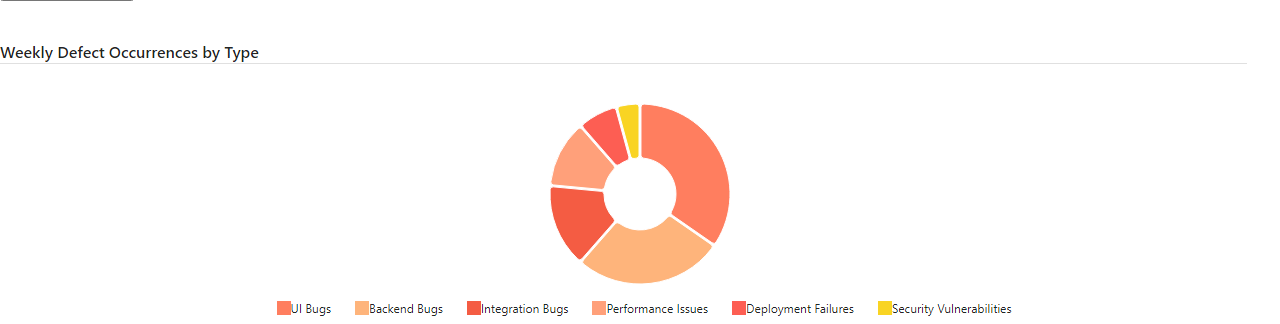 Weekly Defect Occurrences by Type
UI Bugs Backend Bugs Integration Bugs Performance Issues Deployment Failures Security Vulnerabilities